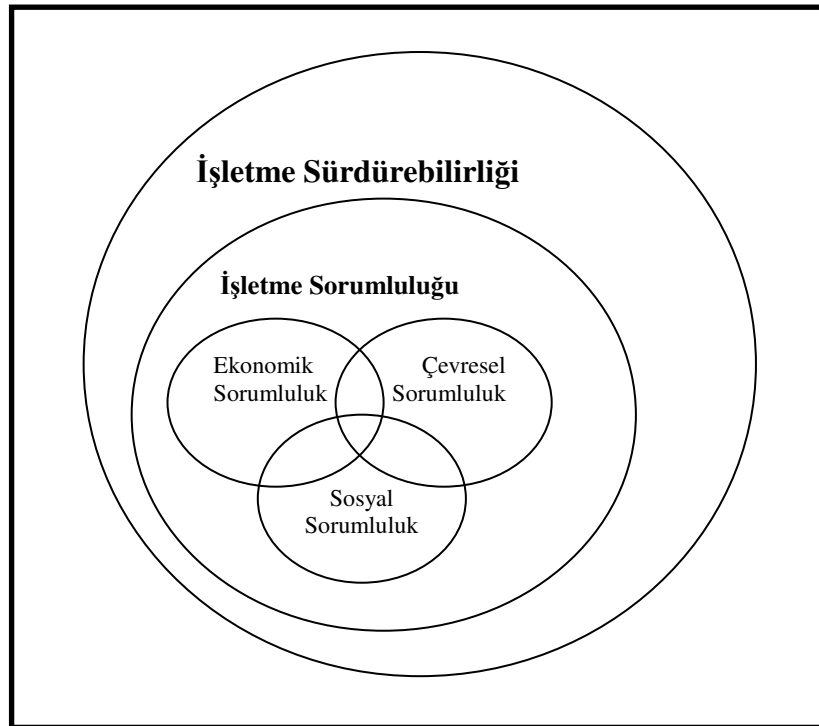 İşletme Sürdürebilirliği
İşletme Sorumluluğu
Ekonomik
Sorumluluk
Çevresel
Sorumluluk
Sosyal
Sorumluluk